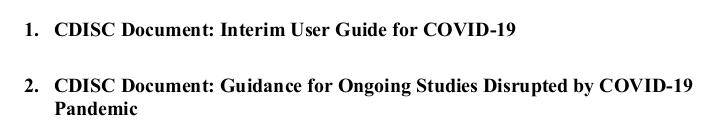 1. CDISC Document: Interim User Guide for COVID-19
2. CDISC Document: Guidance for Ongoing Studies Disrupted by COVID-19
Pandemic